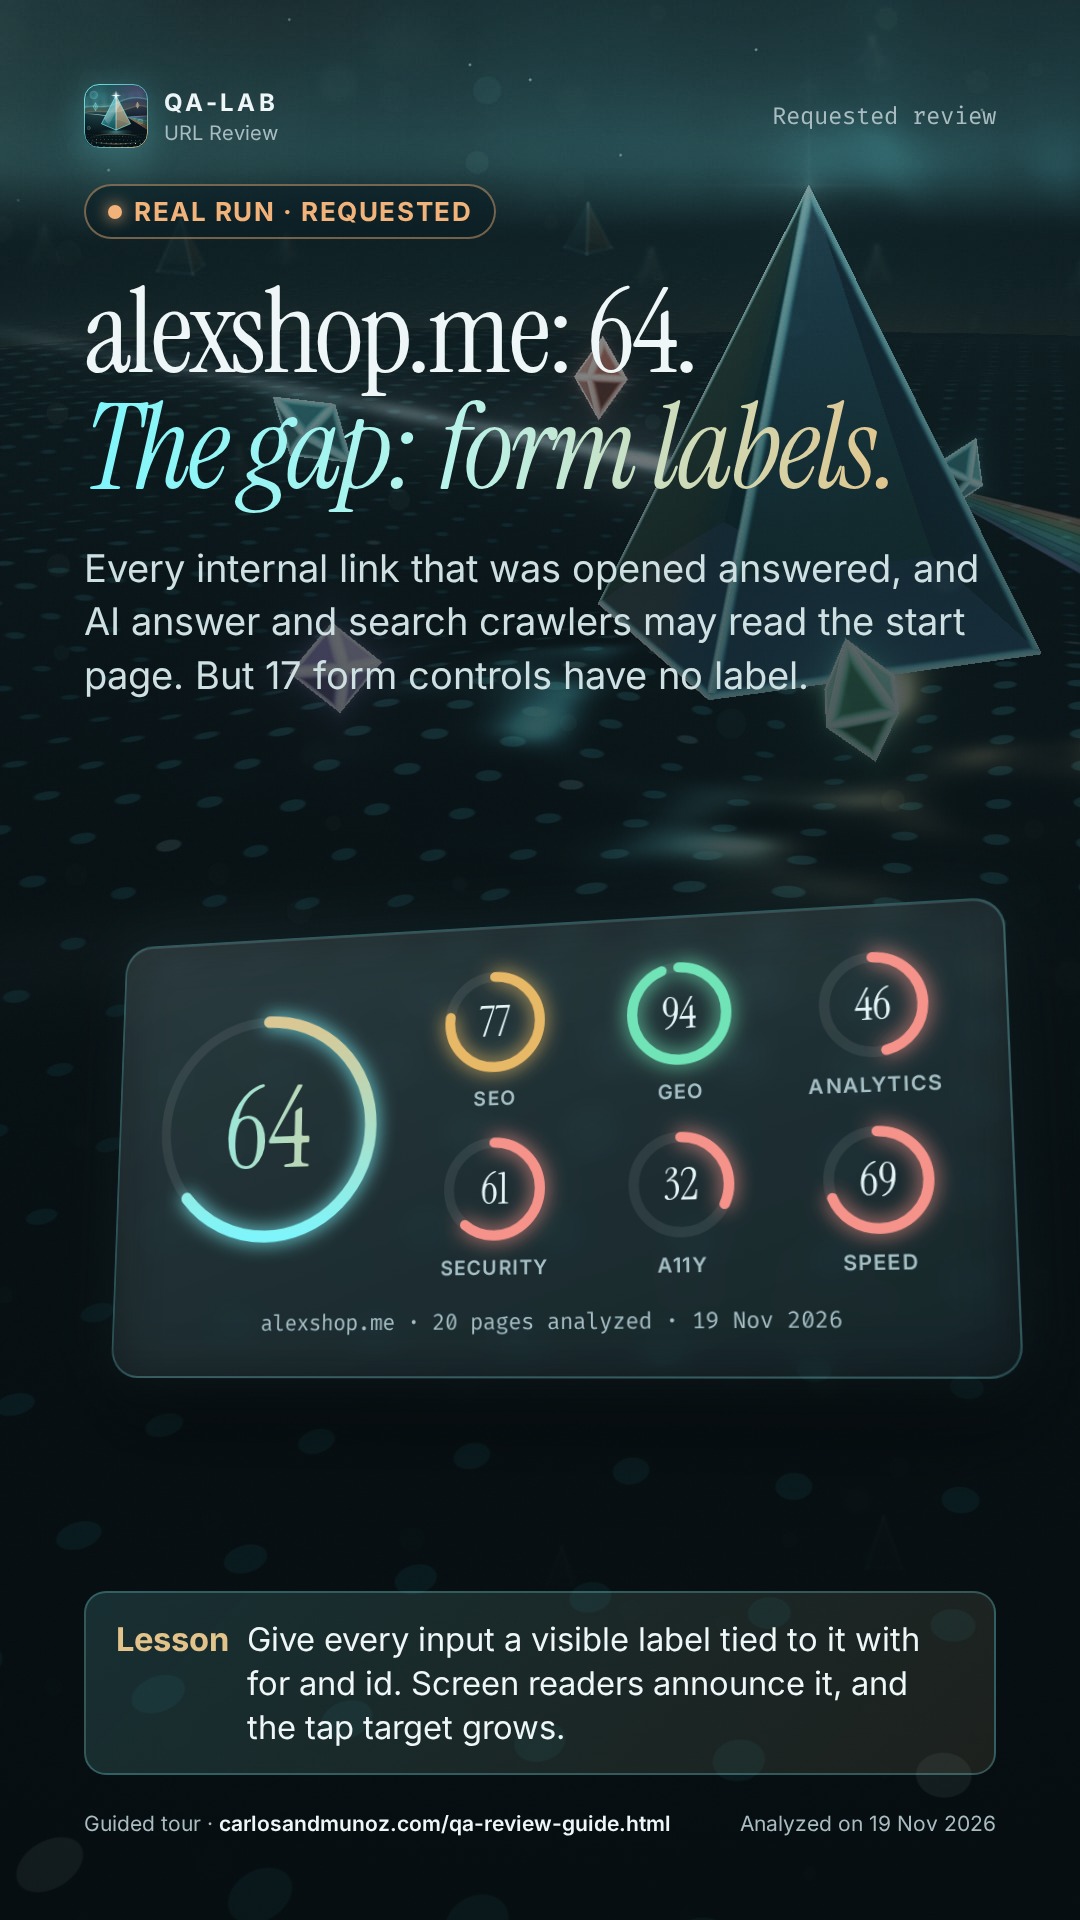 QA-LAB
URL Review
Requested review
REAL RUN · REQUESTED
alexshop.me: 64.
The gap: form labels.
Every internal link that was opened answered, and
AI answer and search crawlers may read the start
page. But 17 form controls have no label.
64
77
SEO
94
GEO
46
ANALYTICS
61
SECURITY
32
A11Y
69
SPEED
alexshop.me · 20 pages analyzed · 19 Nov 2026
Lesson Give every input a visible label tied to it with
for and id. Screen readers announce it, and
the tap target grows.
Guided tour · carlosandmunoz.com/qa-review-guide.html
Analyzed on 19 Nov 2026